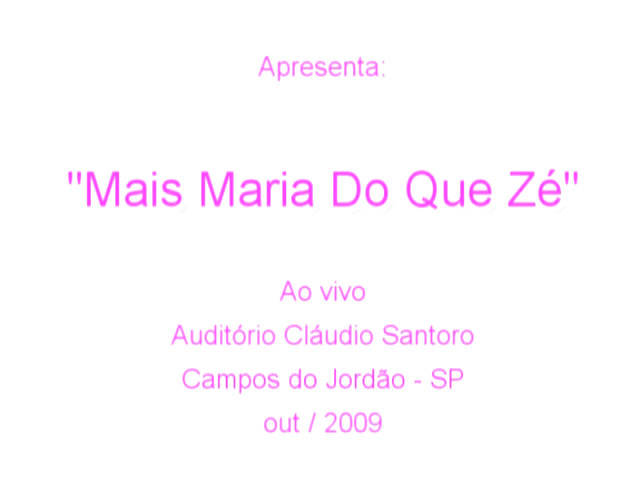 Apresenta:
"Mais Maria Do Que Zé"
Ao vivo
Auditório Cláudio Santoro
Campos do Jordão - SP
out / 2009